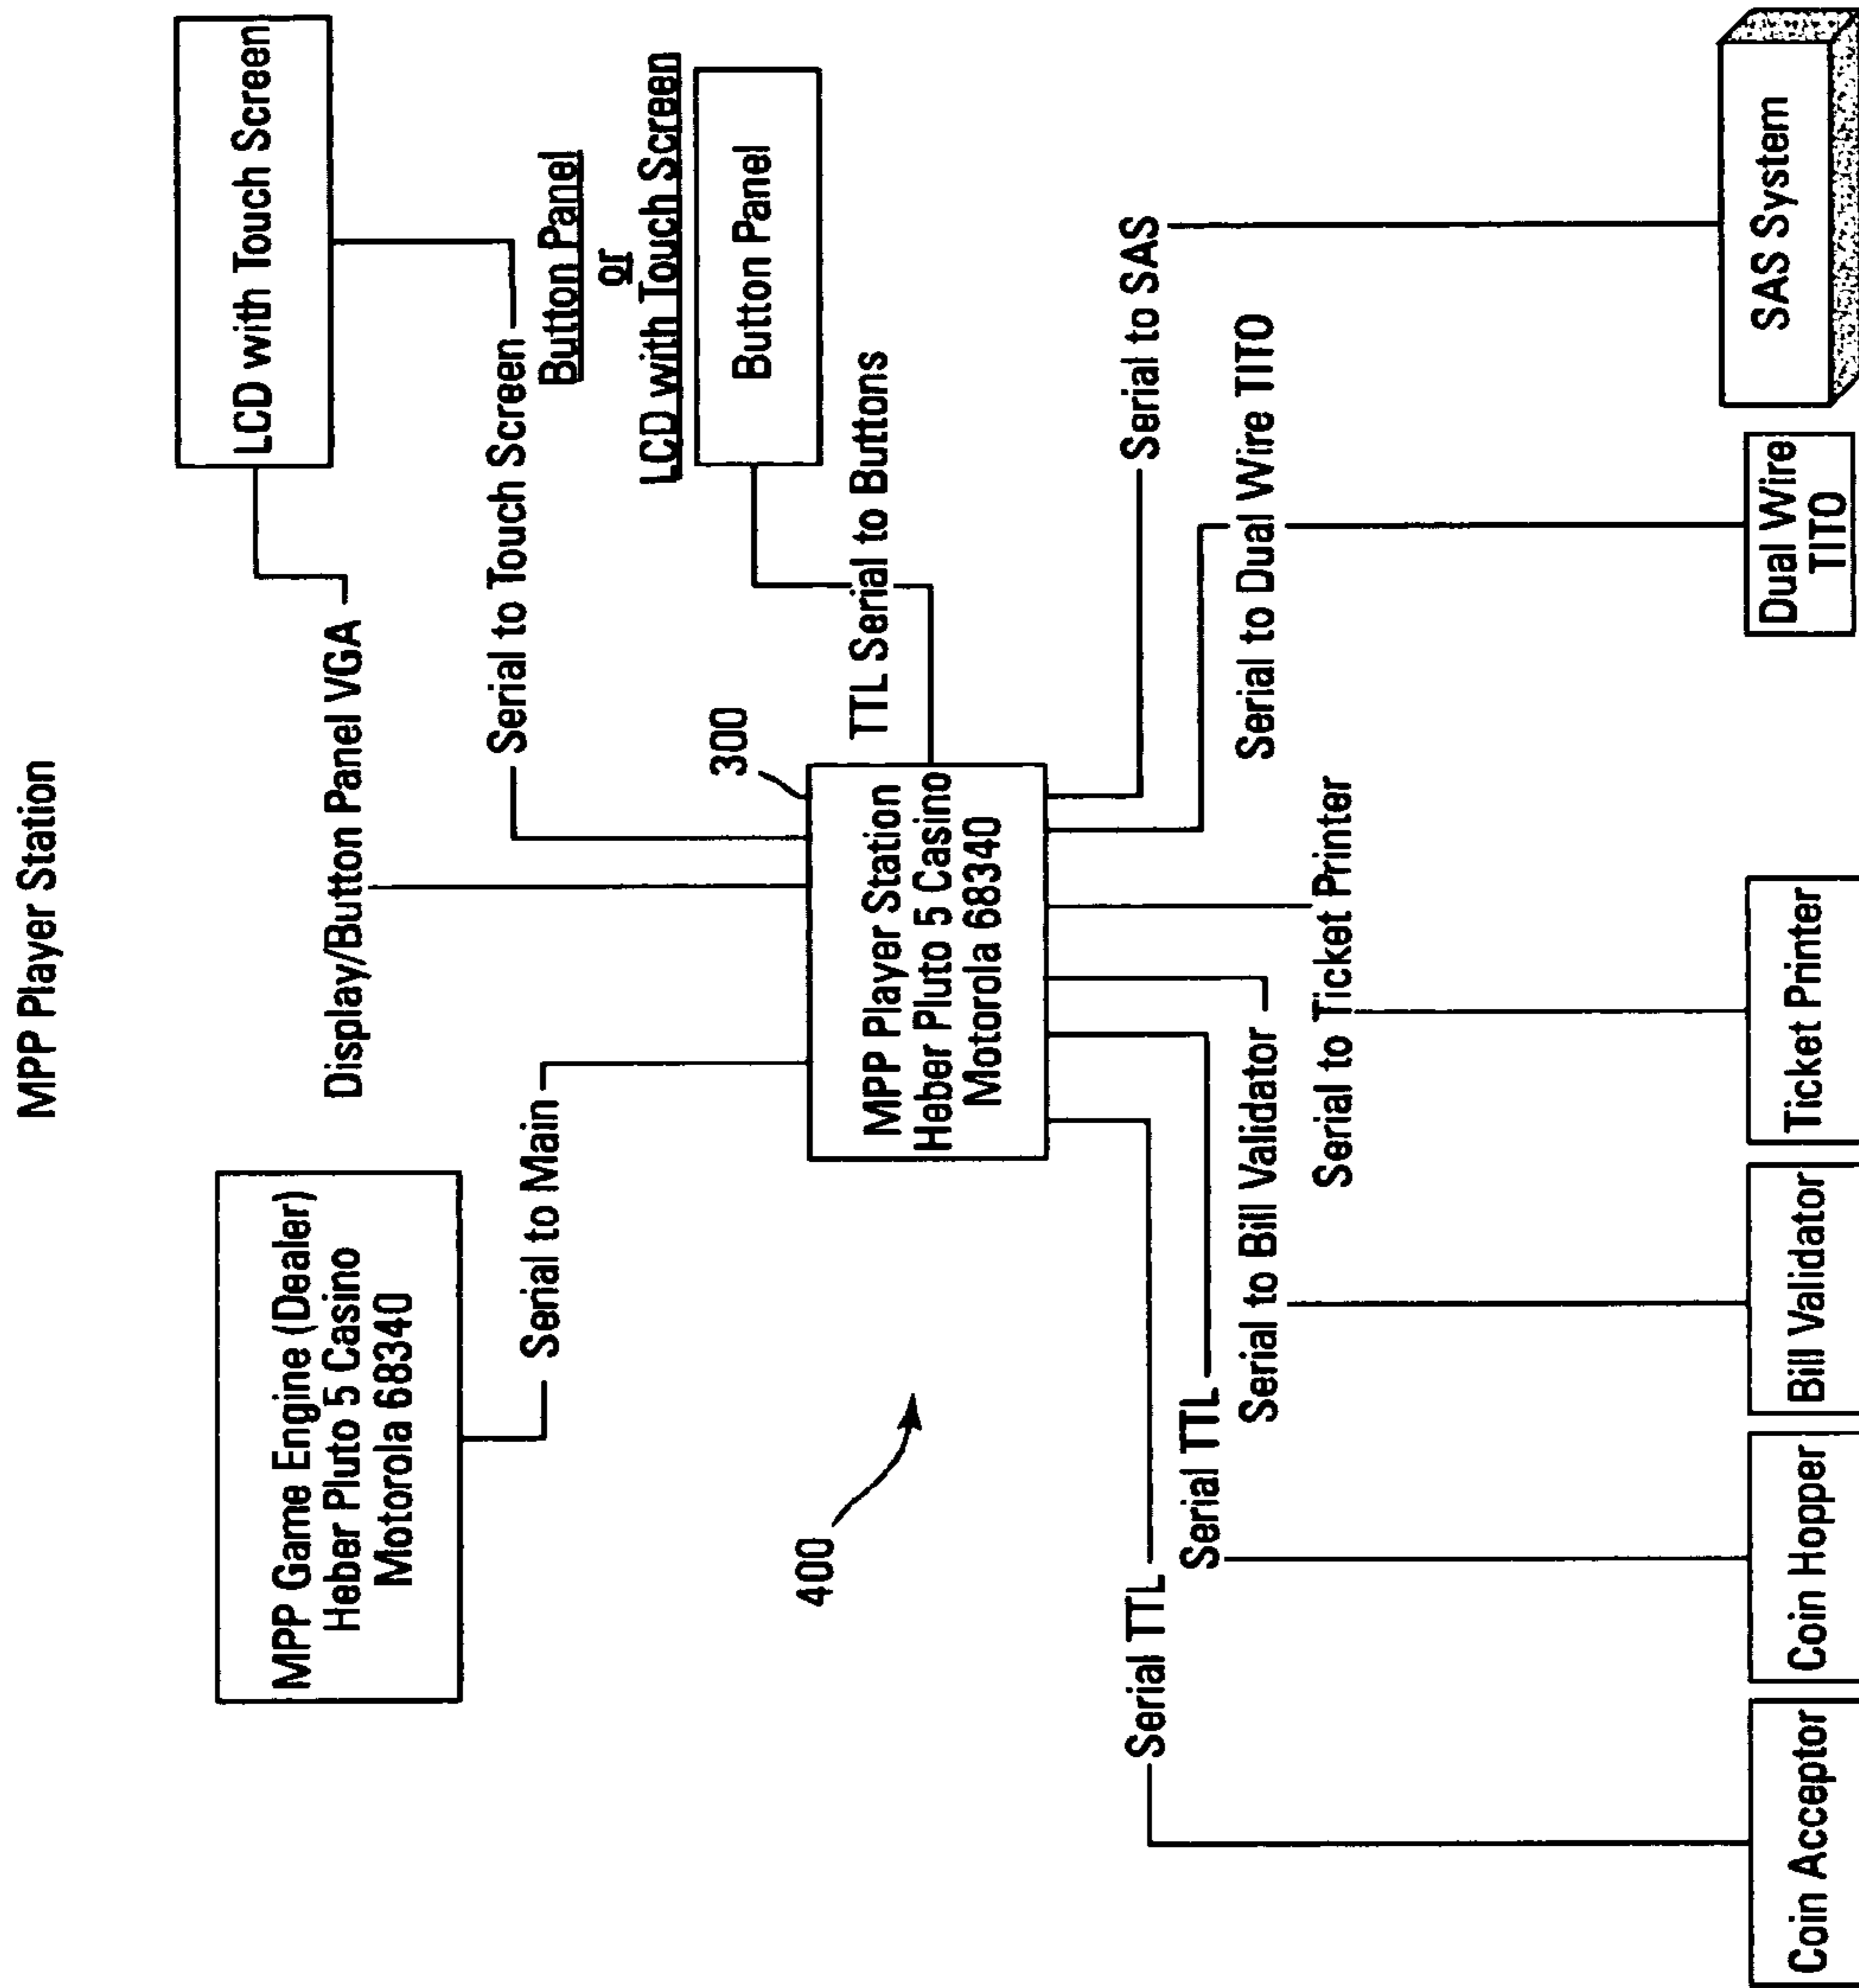 MPP Player Station
MPP Game Engine (Dealer)
Heber Pluto 5 Casino
Motorola 68340
LCD with Touch Screen
Display/Button Panel VGA
Serial to Main
Serial to Touch Screen
Button Panel
or
LCD with Touch Screen
Button Panel
300
MPP Player Station
Heber Pluto 5 Casino
Motorola 68340
TTL Serial to Buttons
400
Serial TTL
Serial TTL
Serial to Bill Validator
Serial to Ticket Printer
Serial to SAS
Serial to Dual Wire TITO
Coin Acceptor
Coin Hopper
Bill Validator
Ticket Printer
Dual Wire
TITO
SAS System